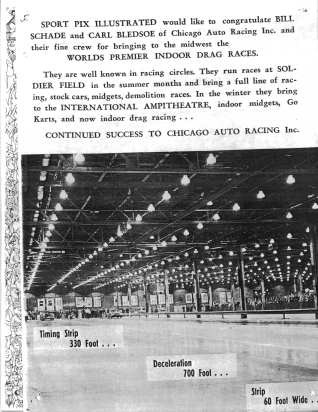 SPORT PIX ILLUSTRATED would like to congratulate BILL
SCHADE and CARL BLEDSOE of Chicago Auto Racing Inc. and
their fine crew for bringing to the midwest the
WORLDS PREMIER INDOOR DRAG RACES.
They are well known in racing circles. They run races at SOL-
DIER FIELD in the summer months and bring a full line of rac-
ing, stock cars, midgets, demolition races. In the winter they bring
to the INTERNATIONAL AMPITHEATRE, indoor midgets, Go
Karts, and now indoor drag racing . . .
CONTINUED SUCCESS TO CHICAGO AUTO RACING Inc.
Timing Strip
330 Foot . . .
Deceleration
700 Foot . . .
Strip
60 Foot Wide . .